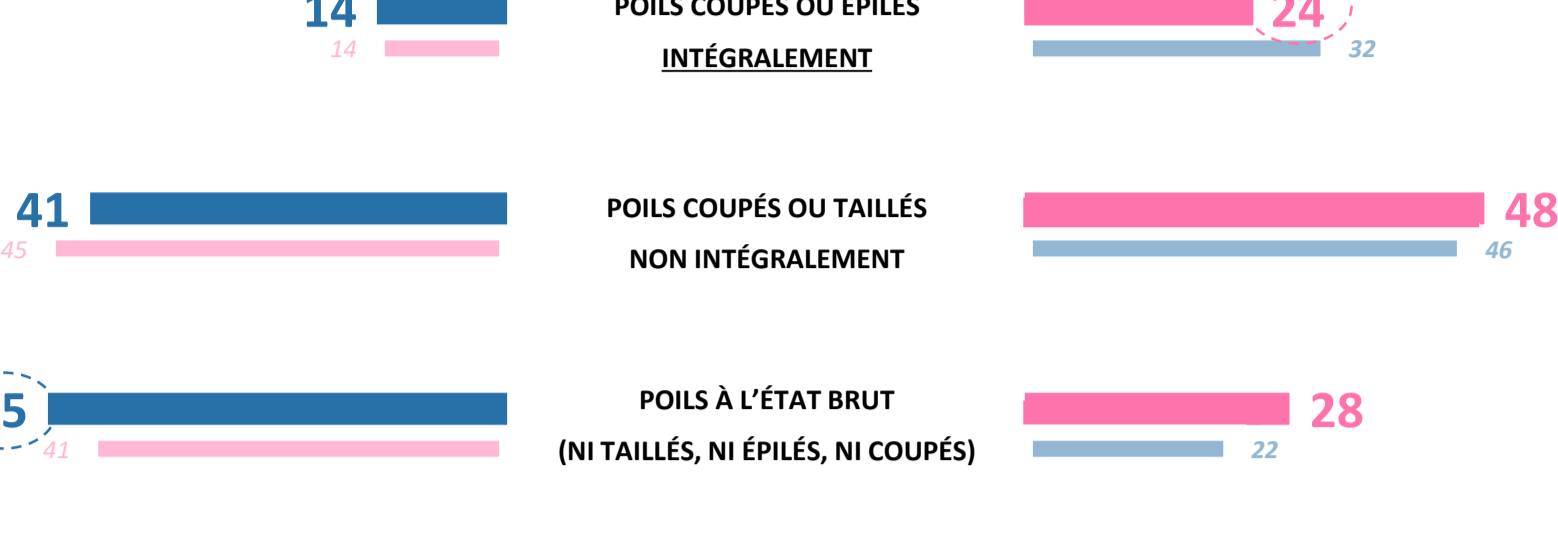 14 POILS COUPÉS OU ÉPILÉS 24
14 INTÉGRALEMENT 32
41 POILS COUPÉS OU TAILLÉS 48
45 NON INTÉGRALEMENT 46
5 POILS À L'ÉTAT BRUT 28
41 (NI TAILLÉS, NI ÉPILÉS, NI COUPÉS) 22